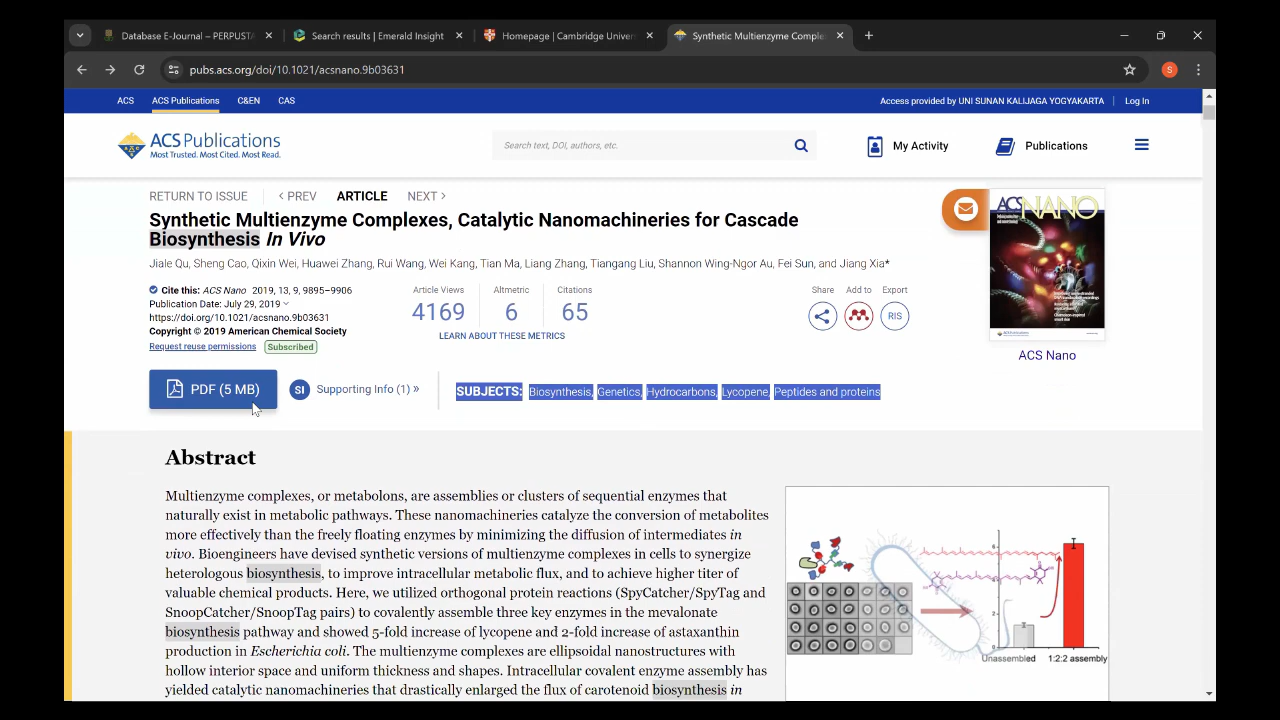 Database E-Journal – PERPUSTA
Search results | Emerald Insight
Homepage | Cambridge Univer
Synthetic Multienzyme Comple
pubs.acs.org/doi/10.1021/acsnano.9b03631
S
ACS ACS Publications C&EN CAS
Access provided by UNI SUNAN KALIJAGA YOGYAKARTA Log In
ACS Publications
Most Trusted. Most Cited. Most Read.
Search text, DOI, authors, etc.
My Activity
Publications
RETURN TO ISSUE < PREV ARTICLE NEXT >
Synthetic Multienzyme Complexes, Catalytic Nanomachineries for Cascade
Biosynthesis In Vivo
Jiale Qu, Sheng Cao, Qixin Wei, Huawei Zhang, Rui Wang, Wei Kang, Tian Ma, Liang Zhang, Tiangang Liu, Shannon Wing-Ngor Au, Fei Sun, and Jiang Xia*
Cite this: ACS Nano 2019, 13, 9, 9895–9906
Publication Date: July 29, 2019
https://doi.org/10.1021/acsnano.9b03631
Copyright © 2019 American Chemical Society
Request reuse permissions Subscribed
Article Views Altmetric Citations
4169 6 65
LEARN ABOUT THESE METRICS
Share Add to Export
RIS
ACS NANO
ACS Nano
PDF (5 MB)
SI Supporting Info (1) »
SUBJECTS: Biosynthesis, Genetics, Hydrocarbons, Lycopene, Peptides and proteins
Abstract
Multienzyme complexes, or metabolons, are assemblies or clusters of sequential enzymes that
naturally exist in metabolic pathways. These nanomachineries catalyze the conversion of metabolites
more effectively than the freely floating enzymes by minimizing the diffusion of intermediates in
vivo. Bioengineers have devised synthetic versions of multienzyme complexes in cells to synergize
heterologous biosynthesis, to improve intracellular metabolic flux, and to achieve higher titer of
valuable chemical products. Here, we utilized orthogonal protein reactions (SpyCatcher/SpyTag and
SnoopCatcher/SnoopTag pairs) to covalently assemble three key enzymes in the mevalonate
biosynthesis pathway and showed 5-fold increase of lycopene and 2-fold increase of astaxanthin
production in Escherichia coli. The multienzyme complexes are ellipsoidal nanostructures with
hollow interior space and uniform thickness and shapes. Intracellular covalent enzyme assembly has
yielded catalytic nanomachineries that drastically enlarged the flux of carotenoid biosynthesis in
Unassembled 1:2:2 assembly